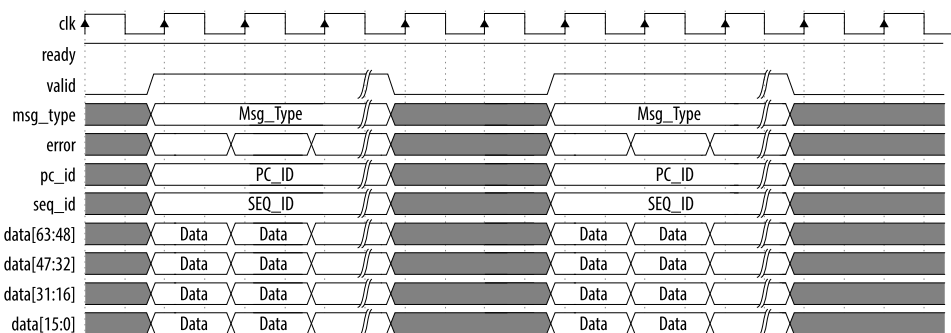 clk
ready
valid
msg_type Msg_Type Msg_Type
error
pc_id PC_ID PC_ID
seq_id SEQ_ID SEQ_ID
data[63:48] Data Data Data Data
data[47:32] Data Data Data Data
data[31:16] Data Data Data Data
data[15:0] Data Data Data Data